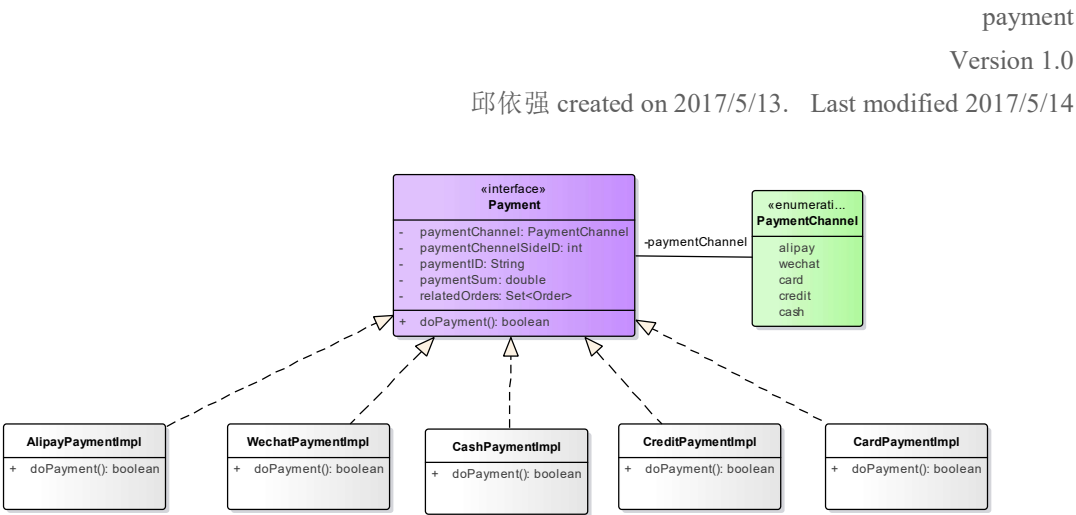 payment
Version 1.0
邱依强 created on 2017/5/13. Last modified 2017/5/14
«interface»
Payment
- paymentChannel: PaymentChannel
- paymentChennelSideID: int
- paymentID: String
- paymentSum: double
- relatedOrders: Set<Order>
+ doPayment(): boolean
-paymentChannel
«enumerati...
PaymentChannel
alipay
wechat
card
credit
cash
AlipayPaymentImpl
+ doPayment(): boolean
WechatPaymentImpl
+ doPayment(): boolean
CashPaymentImpl
+ doPayment(): boolean
CreditPaymentImpl
+ doPayment(): boolean
CardPaymentImpl
+ doPayment(): boolean